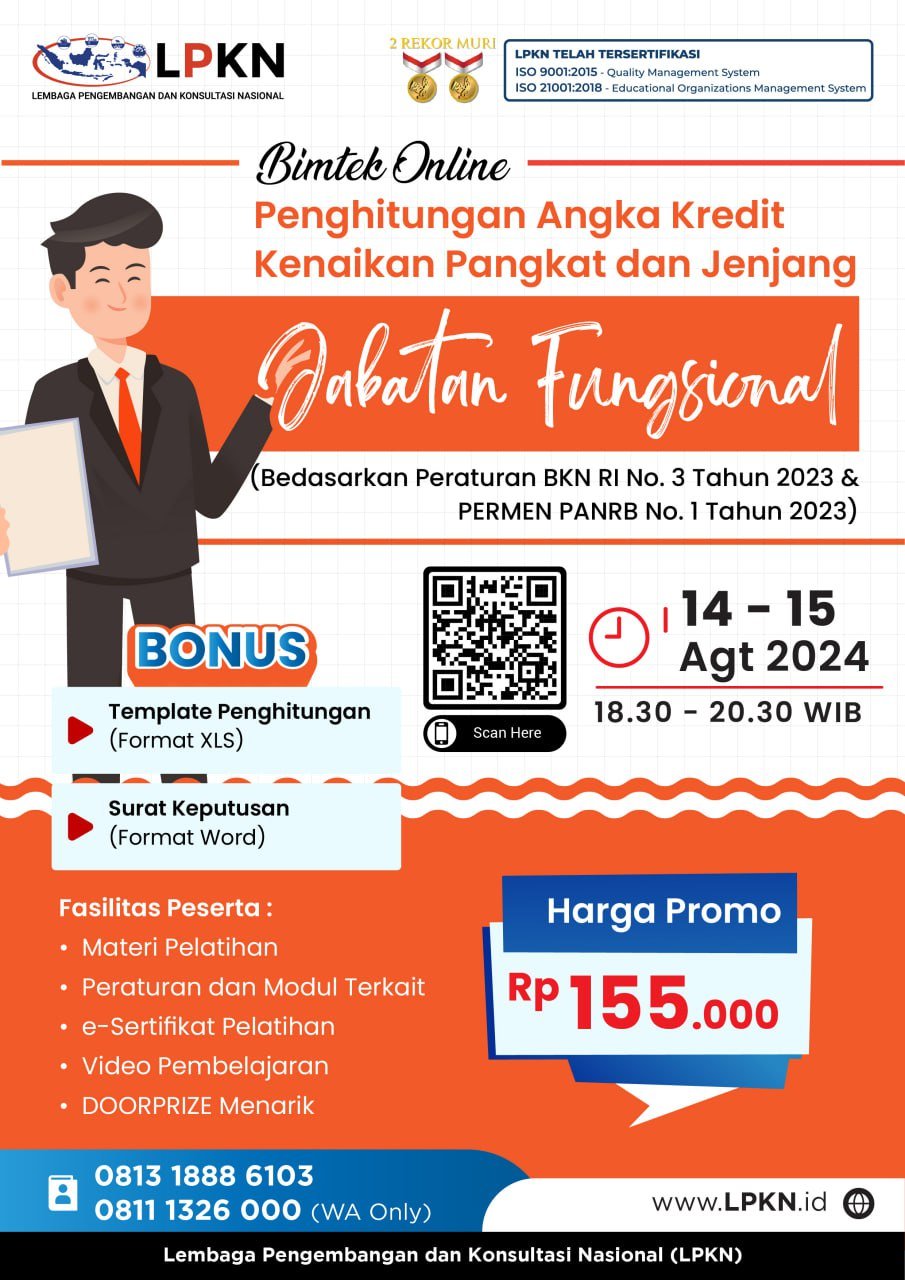 LPKN
LEMBAGA PENGEMBANGAN DAN KONSULTASI NASIONAL
2 REKOR MURI
LPKN TELAH TERSERTIFIKASI
ISO 9001:2015 - Quality Management System
ISO 21001:2018 - Educational Organizations Management System
Bimtek Online
Penghitungan Angka Kredit
Kenaikan Pangkat dan Jenjang
Jabatan Fungsional
(Bedasarkan Peraturan BKN RI No. 3 Tahun 2023 &
PERMEN PANRB No. 1 Tahun 2023)
14 - 15
Agt 2024
18.30 - 20.30 WIB
Scan Here
BONUS
Template Penghitungan
(Format XLS)
Surat Keputusan
(Format Word)
Fasilitas Peserta :
• Materi Pelatihan
• Peraturan dan Modul Terkait
• e-Sertifikat Pelatihan
• Video Pembelajaran
• DOORPRIZE Menarik
Harga Promo
Rp 155.000
0813 1888 6103
0811 1326 000 (WA Only)
www.LPKN.id
Lembaga Pengembangan dan Konsultasi Nasional (LPKN)